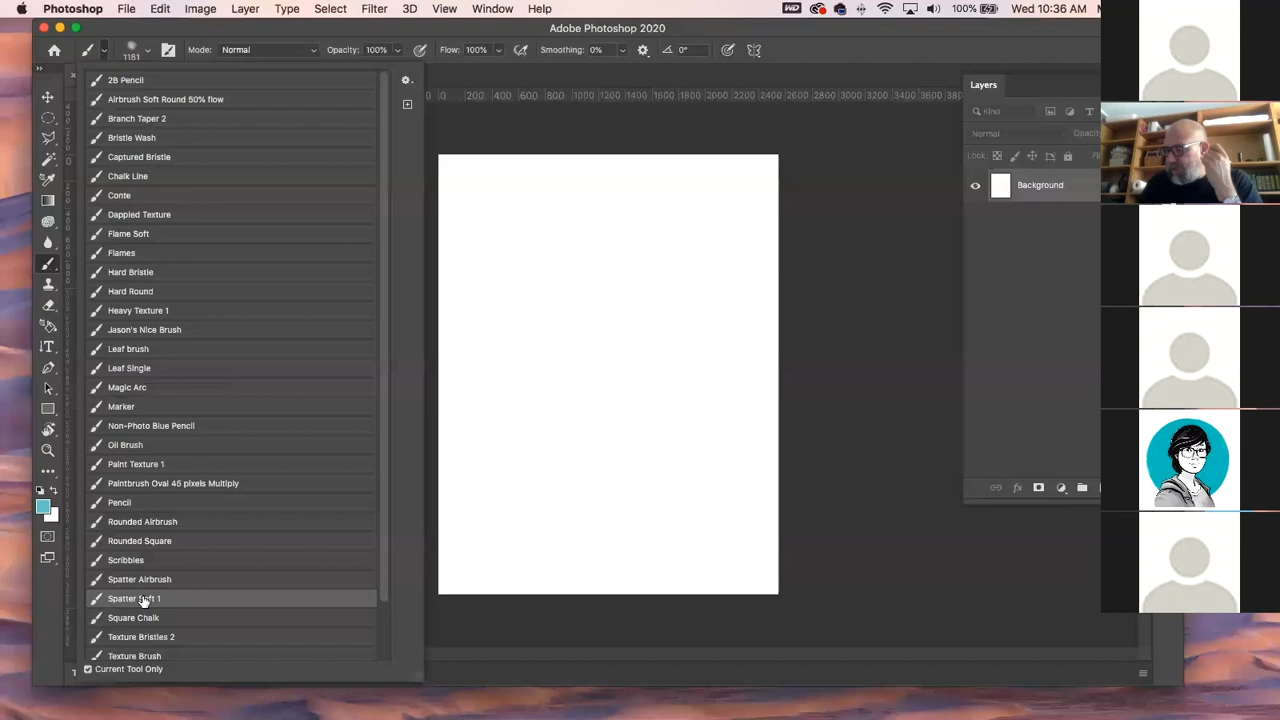 Photoshop File Edit Image Layer Type Select Filter 3D View Window Help 100% Wed 10:36 AM
Adobe Photoshop 2020
1181 Mode: Normal Opacity: 100% Flow: 100% Smoothing: 0% 0°
Layers
2B Pencil
Airbrush Soft Round 50% flow
Branch Taper 2
Bristle Wash
Captured Bristle
Chalk Line
Conte
Dappled Texture
Flame Soft
Flames
Hard Bristle
Hard Round
Heavy Texture 1
Jason's Nice Brush
Leaf brush
Leaf Single
Magic Arc
Marker
Non-Photo Blue Pencil
Oil Brush
Paint Texture 1
Paintbrush Oval 45 pixels Multiply
Pencil
Rounded Airbrush
Rounded Square
Scribbles
Spatter Airbrush
Spatter Soft 1
Square Chalk
Texture Bristles 2
Texture Brush
Current Tool Only
0 200 400 600 800 1000 1200 1400 1600 1800 2000 2200 2400 2600 2800 3000 3200 3400 3600
Kind
Normal Opacity
Lock:
Background
fx